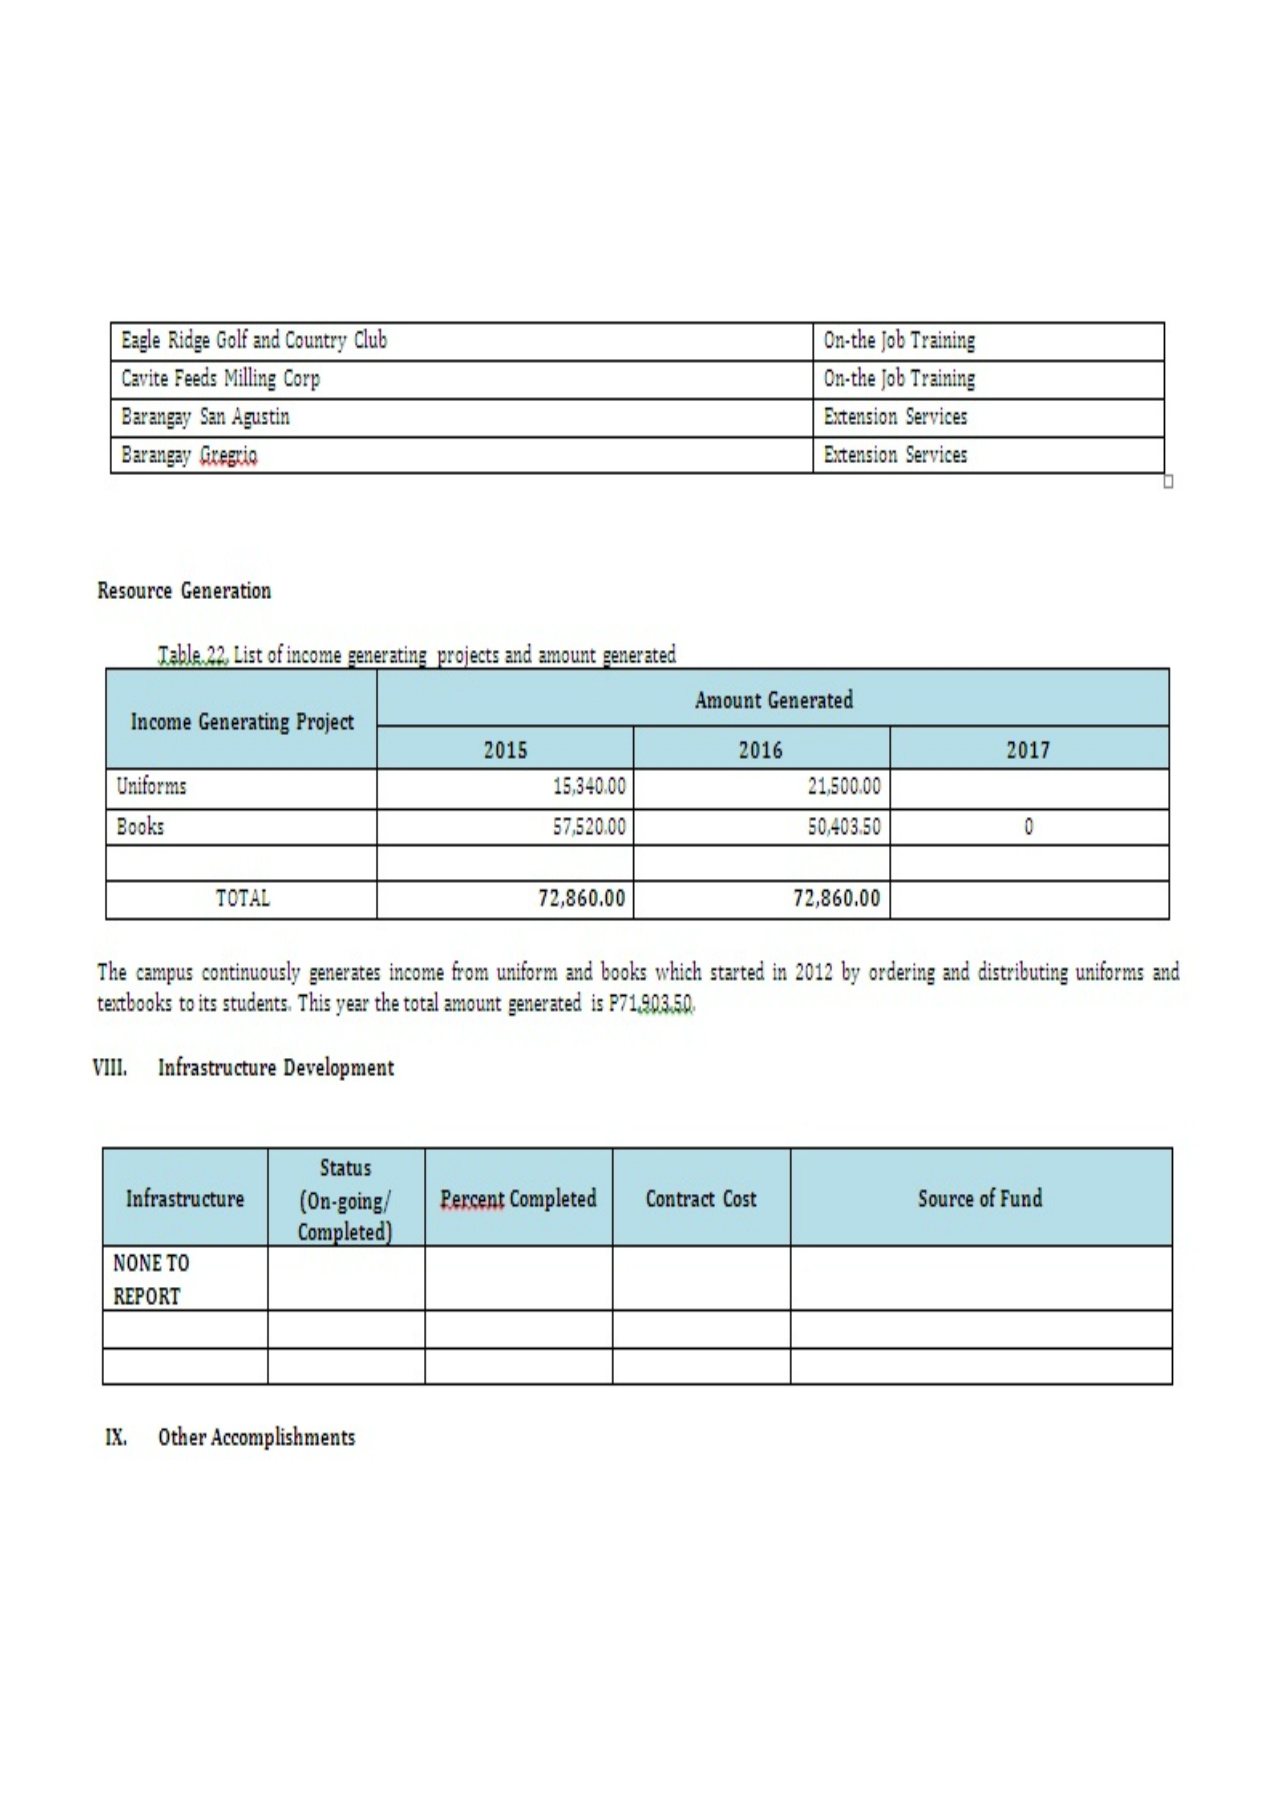 Eagle Ridge Golf and Country Club On-the Job Training
Cavite Feeds Milling Corp On-the Job Training
Barangay San Agustin Extension Services
Barangay Gregrio Extension Services
Resource Generation
Table 22. List of income generating projects and amount generated
Income Generating Project Amount Generated
2015 2016 2017
Uniforms 15,340.00 21,500.00
Books 57,520.00 50,403.50 0
TOTAL 72,860.00 72,860.00
The campus continuously generates income from uniform and books which started in 2012 by ordering and distributing uniforms and
textbooks to its students. This year the total amount generated is P71,903.50.
VIII. Infrastructure Development
Infrastructure Status (On-going/ Completed) Percent Completed Contract Cost Source of Fund
NONE TO
REPORT
IX. Other Accomplishments